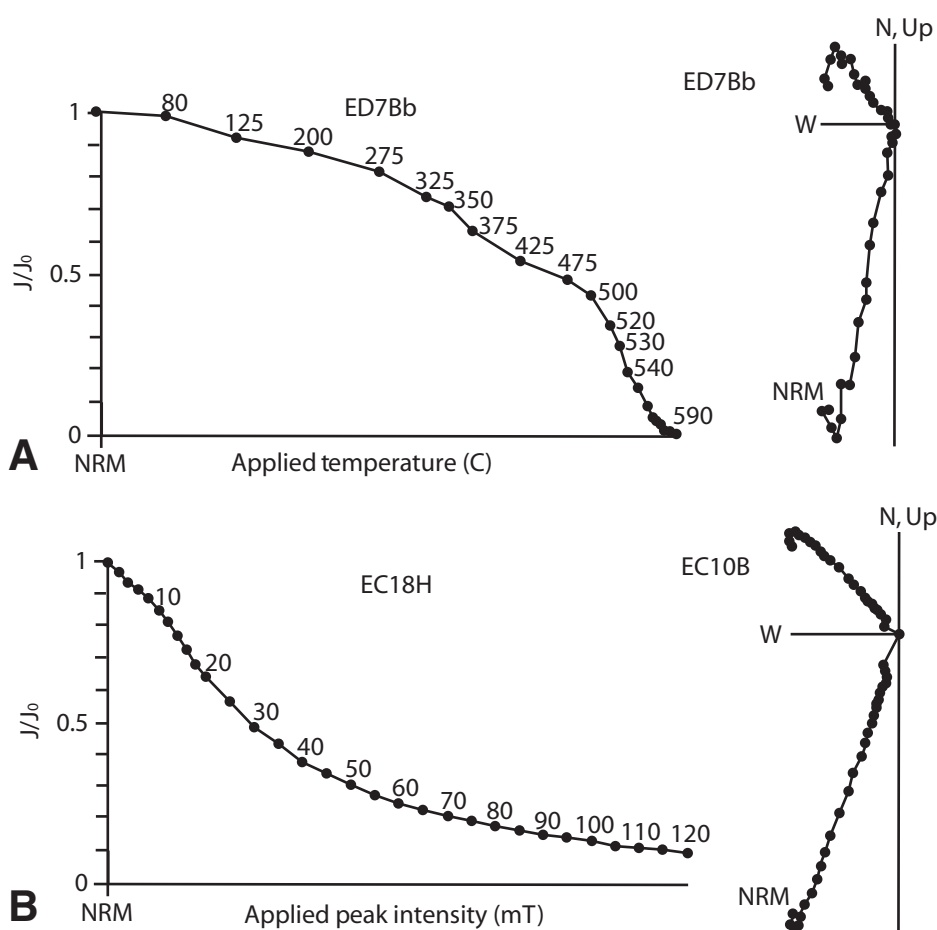 N, Up
ED7Bb
W
NRM
ED7Bb
1
0.5
0
J/J₀
80
125
200
275
325
350
375
425
475
500
520
530
540
590
A
NRM
Applied temperature (C)
N, Up
EC10B
W
NRM
EC18H
1
0.5
0
J/J₀
10
20
30
40
50
60
70
80
90
100
110
120
B
NRM
Applied peak intensity (mT)